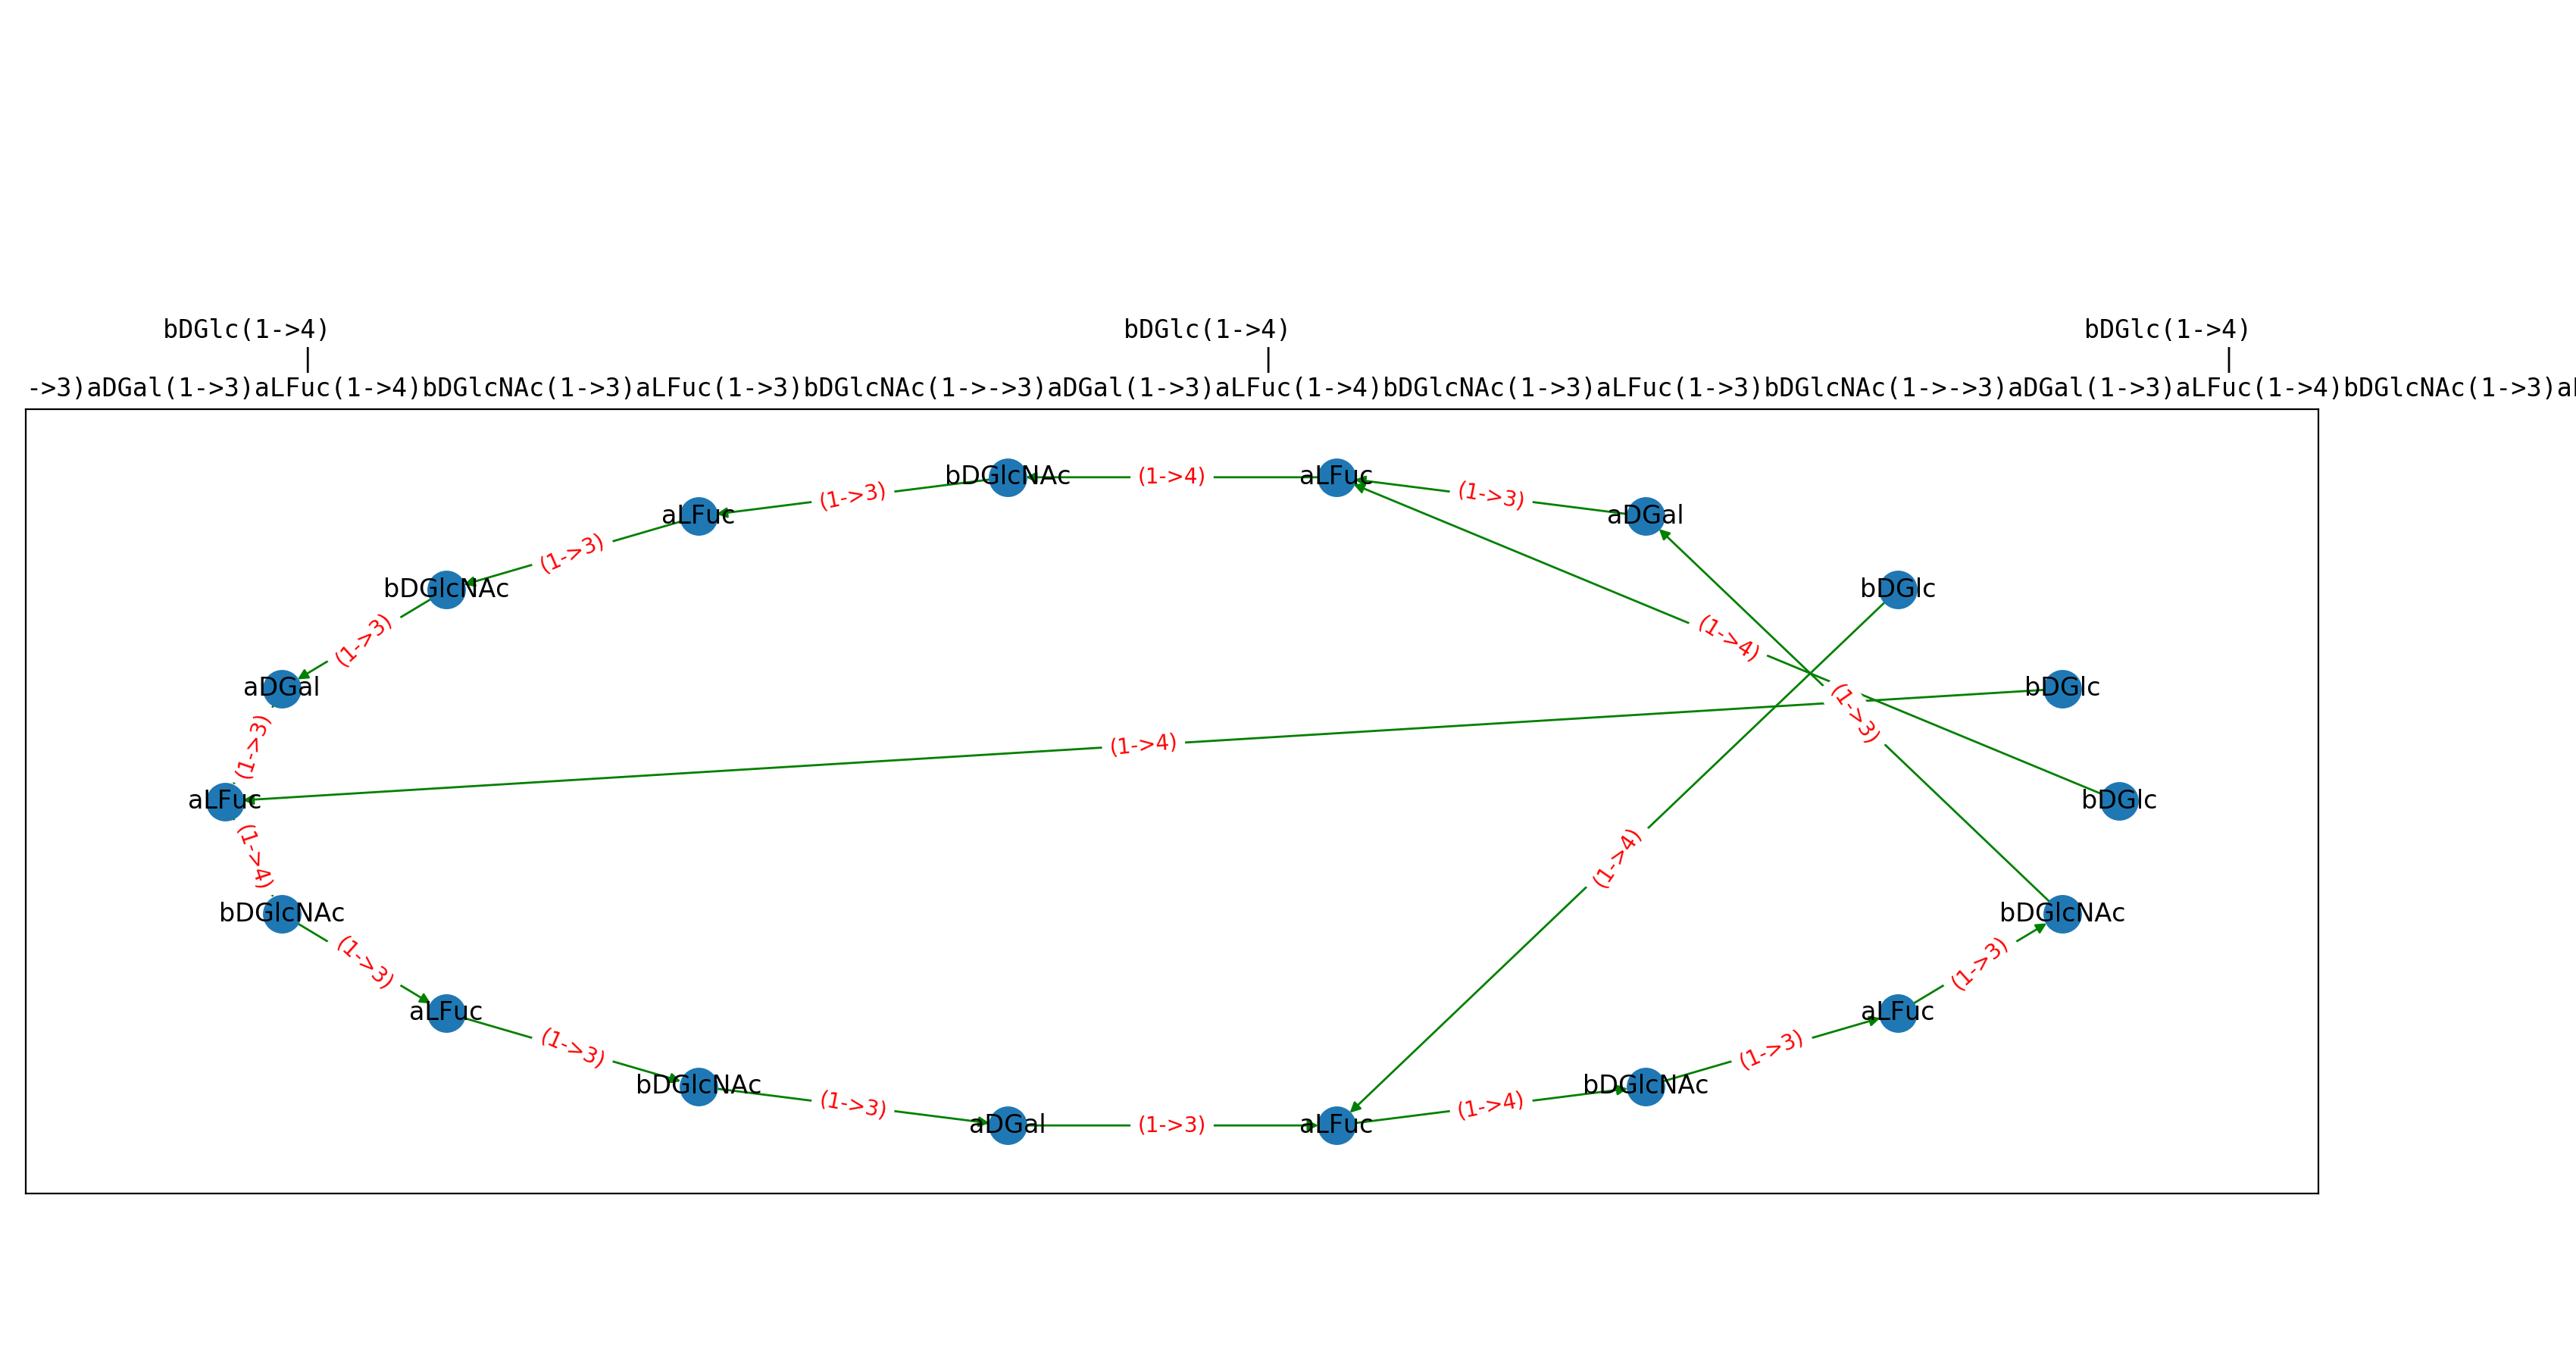 bDGlc(1->4) bDGlc(1->4) bDGlc(1->4)
| | |
->3)aDGal(1->3)aLFuc(1->4)bDGlcNAc(1->3)aLFuc(1->3)bDGlcNAc(1->->3)aDGal(1->3)aLFuc(1->4)bDGlcNAc(1->3)aLFuc(1->3)bDGlcNAc(1->->3)aDGal(1->3)aLFuc(1->4)bDGlcNAc(1->3)aL
bDGlcNAc (1->4) aLFuc
(1->3) (1->3)
aLFuc aDGal
(1->3)
bDGlcNAc bDGlc
(1->3) (1->4)
aDGal bDGlc
(1->3) (1->4) (1->3)
aLFuc bDGlc
(1->4) (1->4)
bDGlcNAc bDGlcNAc
(1->3) (1->3)
aLFuc aLFuc
(1->3) (1->3)
bDGlcNAc bDGlcNAc
(1->3) (1->4)
aDGal (1->3) aLFuc